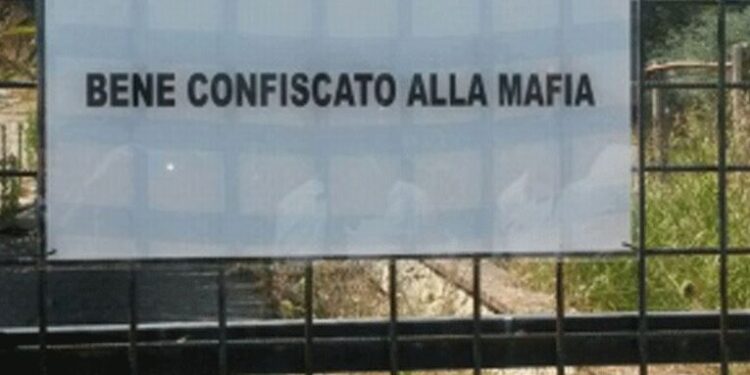 BENE CONFISCATO ALLA MAFIA